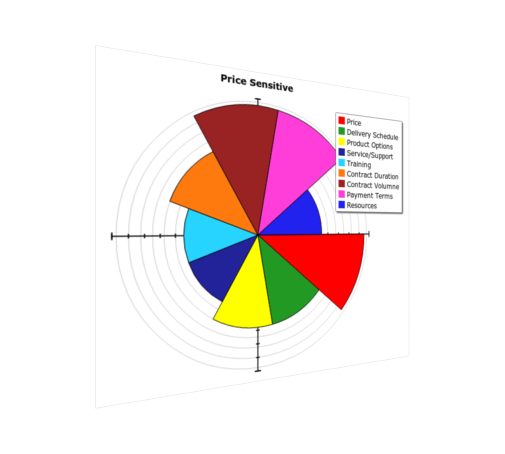 Price Sensitive
Price
Delivery Schedule
Product Options
Service/Support
Training
Contract Duration
Contract Volumne
Payment Terms
Resources